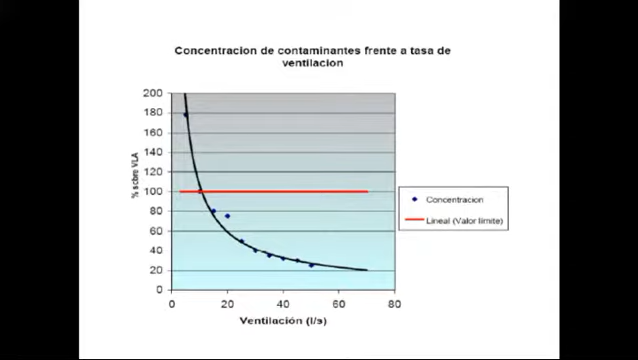 Concentracion de contaminantes frente a tasa de
ventilacion
% sobre VLA
200
180
160
140
120
100
80
60
40
20
0
0 20 40 60 80
Ventilación (l/s)
Concentracion
Lineal (Valor límite)